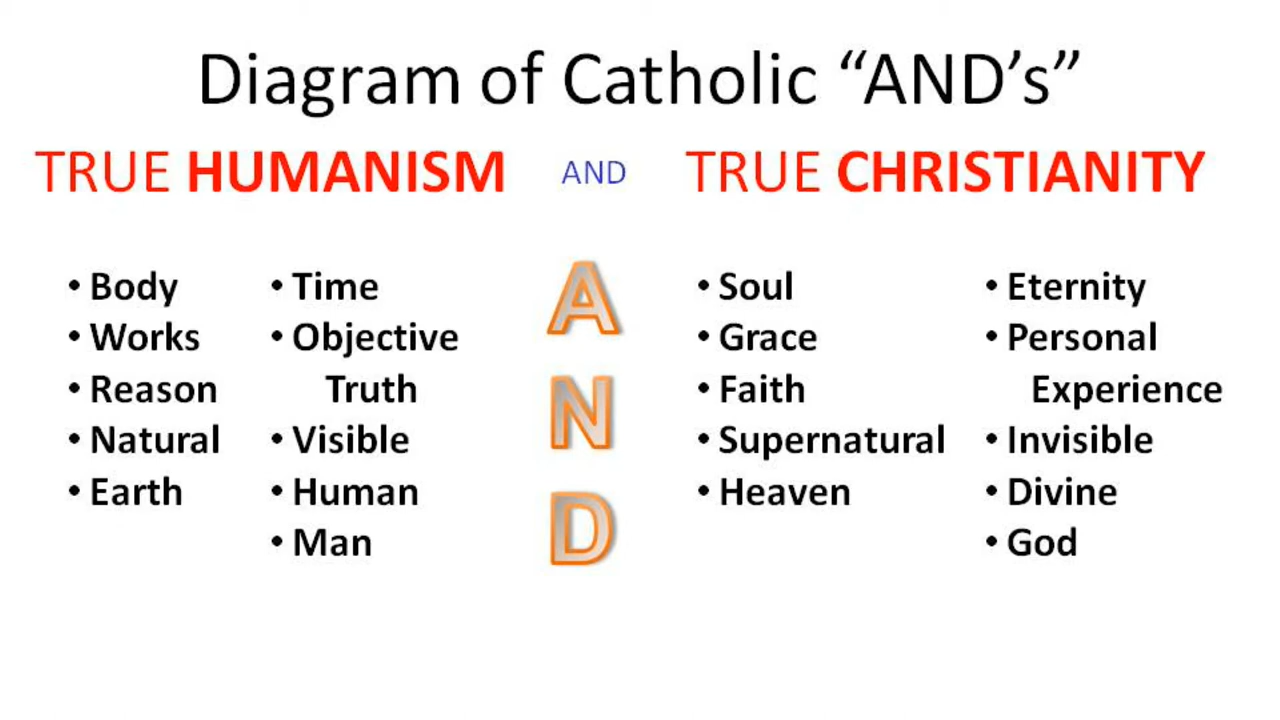 Diagram of Catholic “AND’s”
TRUE HUMANISM AND TRUE CHRISTIANITY
• Body
• Works
• Reason
• Natural
• Earth
• Time
• Objective
Truth
• Visible
• Human
• Man
A
N
D
• Soul
• Grace
• Faith
• Supernatural
• Heaven
• Eternity
• Personal
Experience
• Invisible
• Divine
• God